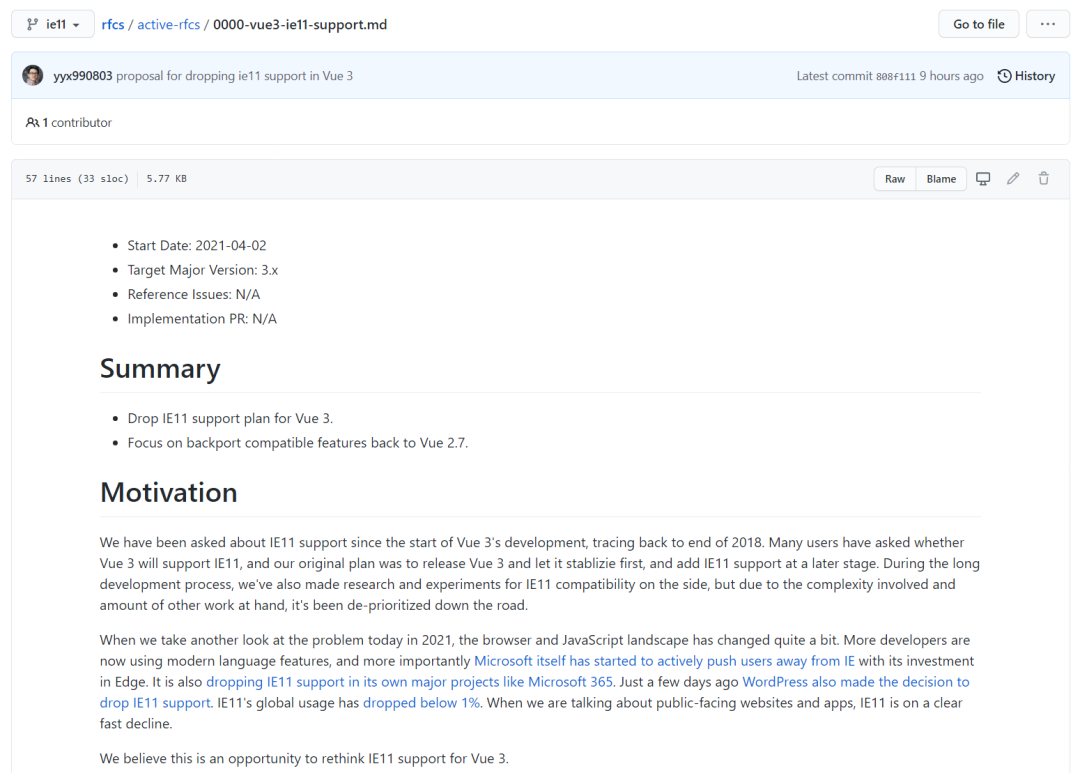 ie11
rfcs / active-rfcs / 0000-vue3-ie11-support.md
Go to file
···
yyx990803 proposal for dropping ie11 support in Vue 3
Latest commit 808f111 9 hours ago
History
1 contributor
57 lines (33 sloc)
5.77 KB
Raw
Blame
• Start Date: 2021-04-02
• Target Major Version: 3.x
• Reference Issues: N/A
• Implementation PR: N/A
Summary
• Drop IE11 support plan for Vue 3.
• Focus on backport compatible features back to Vue 2.7.
Motivation
We have been asked about IE11 support since the start of Vue 3's development, tracing back to end of 2018. Many users have asked whether
Vue 3 will support IE11, and our original plan was to release Vue 3 and let it stablizie first, and add IE11 support at a later stage. During the long
development process, we've also made research and experiments for IE11 compatibility on the side, but due to the complexity involved and
amount of other work at hand, it's been de-prioritized down the road.
When we take another look at the problem today in 2021, the browser and JavaScript landscape has changed quite a bit. More developers are
now using modern language features, and more importantly Microsoft itself has started to actively push users away from IE with its investment
in Edge. It is also dropping IE11 support in its own major projects like Microsoft 365. Just a few days ago WordPress also made the decision to
drop IE11 support. IE11's global usage has dropped below 1%. When we are talking about public-facing websites and apps, IE11 is on a clear
fast decline.
We believe this is an opportunity to rethink IE11 support for Vue 3.